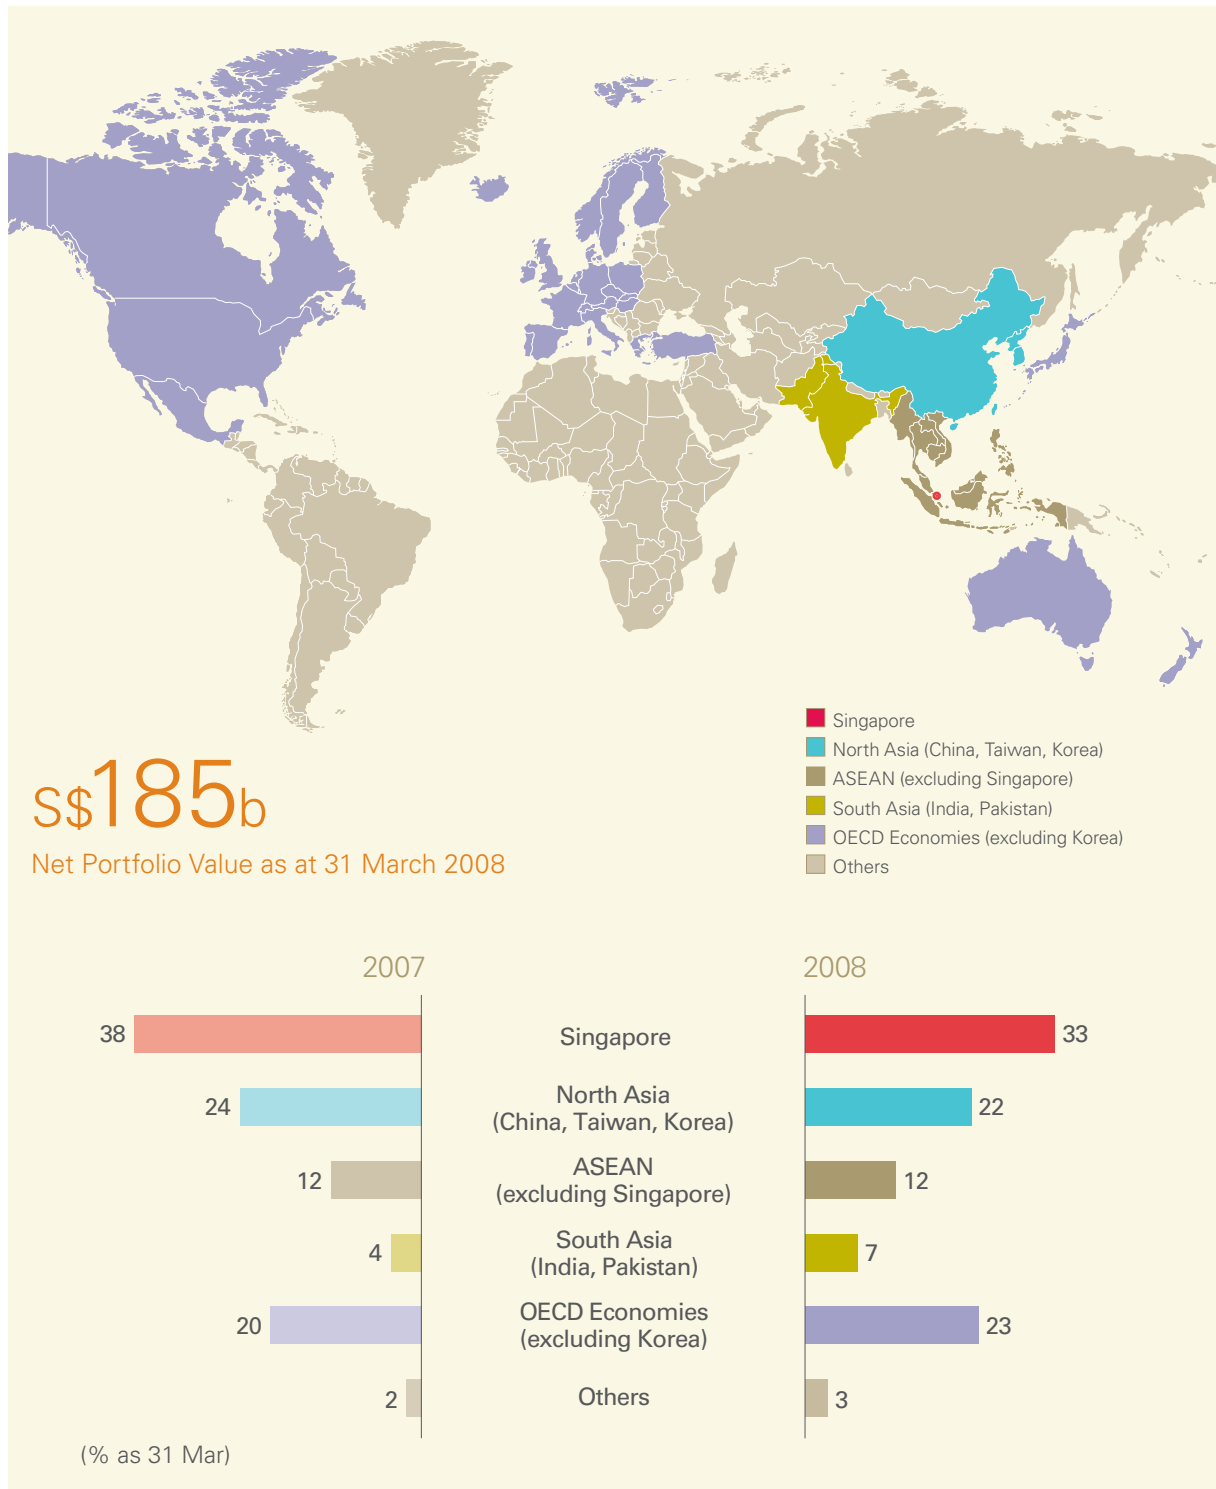 Singapore
North Asia (China, Taiwan, Korea)
ASEAN (excluding Singapore)
South Asia (India, Pakistan)
OECD Economies (excluding Korea)
Others
S$185b
Net Portfolio Value as at 31 March 2008
2007
2008
38
Singapore
33
24
North Asia
(China, Taiwan, Korea)
22
12
ASEAN
(excluding Singapore)
12
4
South Asia
(India, Pakistan)
7
20
OECD Economies
(excluding Korea)
23
2
Others
3
(% as 31 Mar)